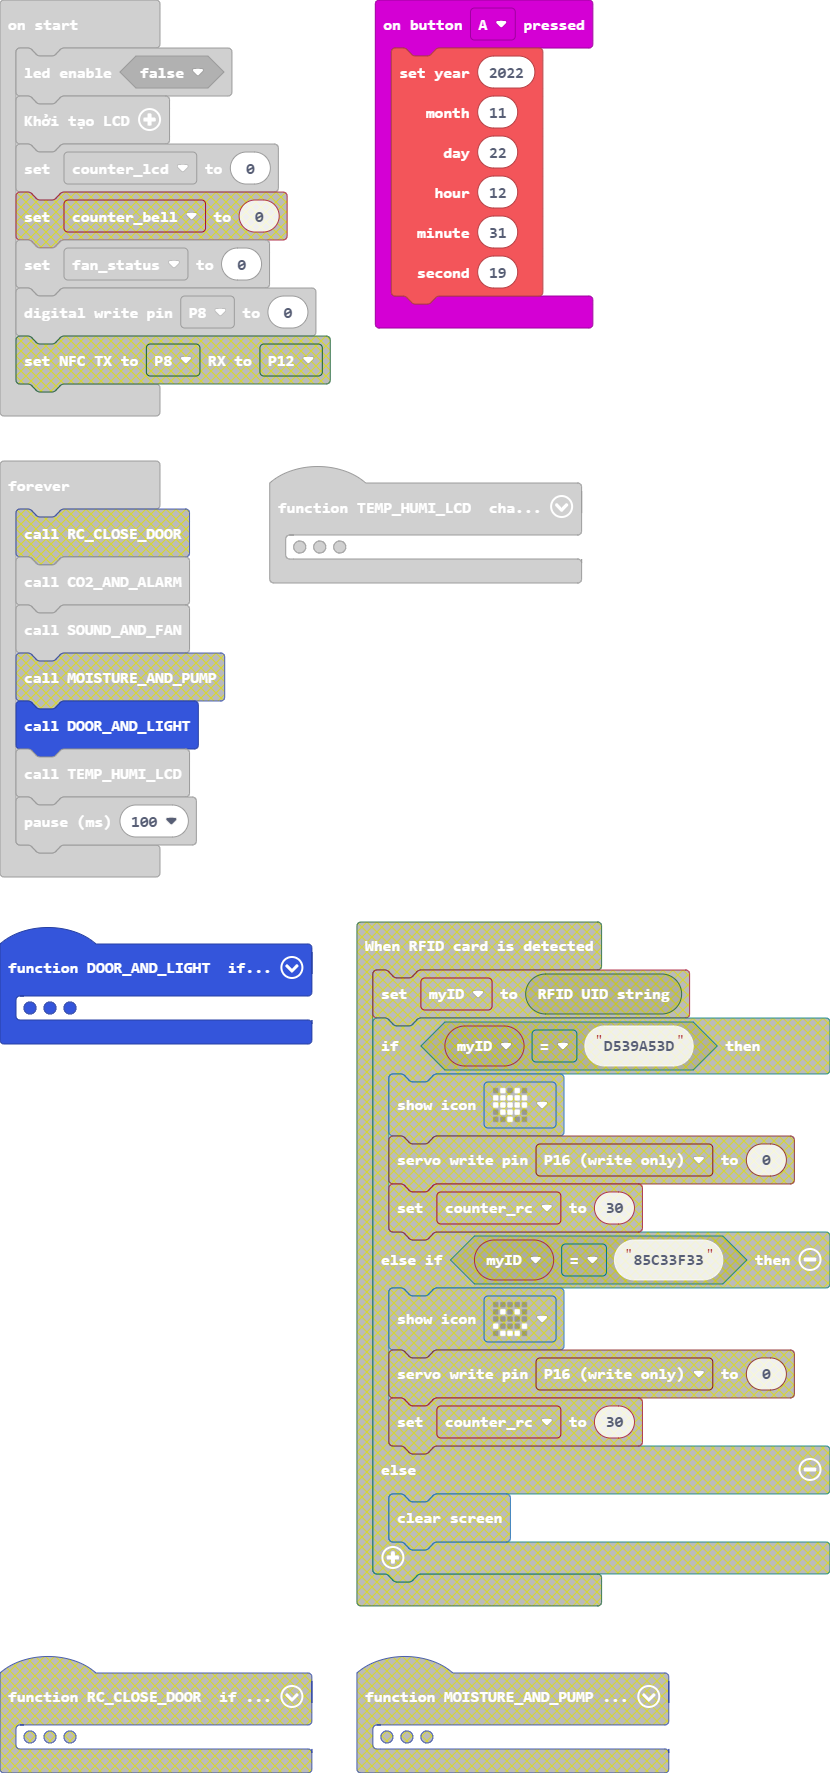 on start
led enable false
Khởi tạo LCD
set counter_lcd to 0
set counter_bell to 0
set fan_status to 0
digital write pin P8 to 0
set NFC TX to P8 RX to P12
on button A pressed
set year 2022
month 11
day 22
hour 12
minute 31
second 19
forever
call RC_CLOSE_DOOR
call CO2_AND_ALARM
call SOUND_AND_FAN
call MOISTURE_AND_PUMP
call DOOR_AND_LIGHT
call TEMP_HUMI_LCD
pause (ms) 100
function TEMP_HUMI_LCD cha...
function DOOR_AND_LIGHT if...
When RFID card is detected
set myID to RFID UID string
if myID = "D539A53D" then
show icon
servo write pin P16 (write only) to 0
set counter_rc to 30
else if myID = "85C33F33" then
show icon
servo write pin P16 (write only) to 0
set counter_rc to 30
else
clear screen
function RC_CLOSE_DOOR if ...
function MOISTURE_AND_PUMP ...